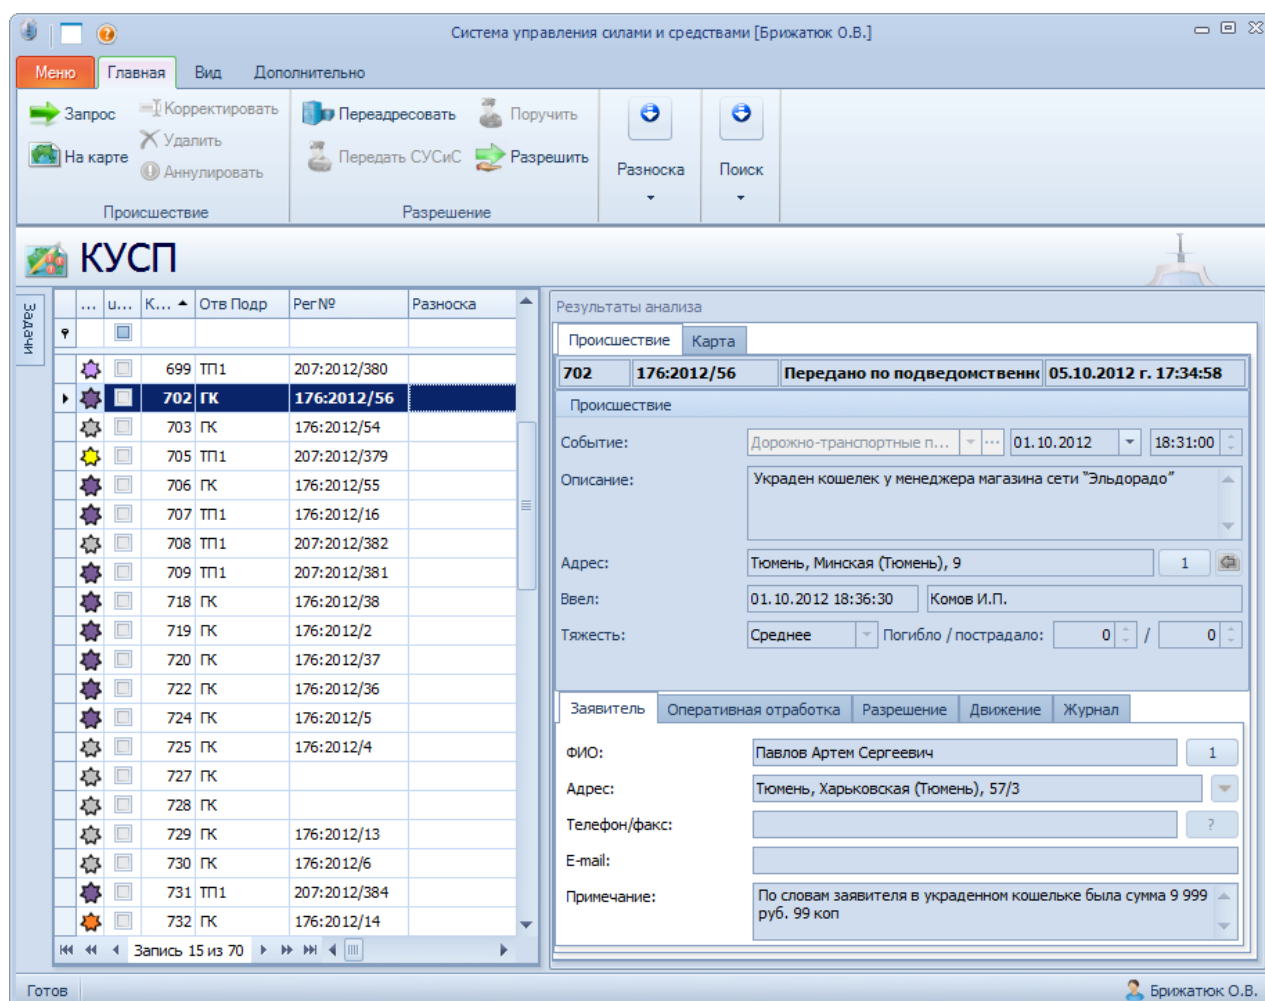 Система управления силами и средствами [Брижатюк О.В.]
Меню Главная Вид Дополнительно
Запрос Корректировать Переадресовать Поручить
Удалить
На карте Передать СУСиС Разрешить
Аннулировать Разноска Поиск
Происшествие Разрешение
КУСП
Задачи
... u... К... Отв Подр Рег№ Разноска
699 ТП1 207:2012/380
702 ГК 176:2012/56
703 ГК 176:2012/54
705 ТП1 207:2012/379
706 ГК 176:2012/55
707 ТП1 176:2012/16
708 ТП1 207:2012/382
709 ТП1 207:2012/381
718 ГК 176:2012/38
719 ГК 176:2012/2
720 ГК 176:2012/37
722 ГК 176:2012/36
724 ГК 176:2012/5
725 ГК 176:2012/4
727 ГК
728 ГК
729 ГК 176:2012/13
730 ГК 176:2012/6
731 ТП1 207:2012/384
732 ГК 176:2012/14
Запись 15 из 70
Результаты анализа
Происшествие Карта
702 176:2012/56 Передано по подведомственн 05.10.2012 г. 17:34:58
Происшествие
Событие: Дорожно-транспортные п... ... 01.10.2012 18:31:00
Описание: Украден кошелек у менеджера магазина сети "Эльдорадо"
Адрес: Тюмень, Минская (Тюмень), 9 1
Ввел: 01.10.2012 18:36:30 Комов И.П.
Тяжесть: Среднее Погибло / пострадало: 0 / 0
Заявитель Оперативная отработка Разрешение Движение Журнал
ФИО: Павлов Артем Сергеевич 1
Адрес: Тюмень, Харьковская (Тюмень), 57/3
Телефон/факс: ?
E-mail:
Примечание: По словам заявителя в украденном кошельке была сумма 9 999
руб. 99 коп
Готов Брижатюк О.В.